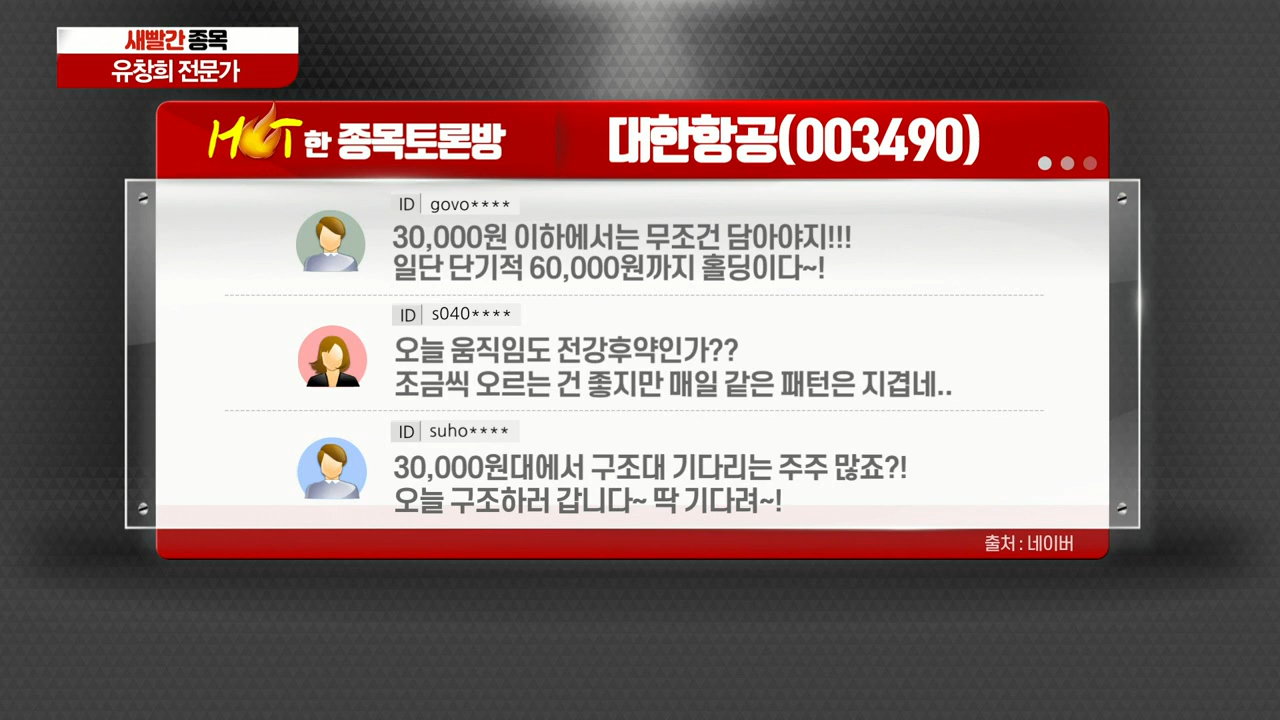 새빨간 종목
유창희 전문가
HOT한 종목토론방
대한항공(003490)
ID govo****
30,000원 이하에서는 무조건 담아야지!!!
일단 단기적 60,000원까지 홀딩이다~!
ID s040****
오늘 움직임도 전강후약인가??
조금씩 오르는 건 좋지만 매일 같은 패턴은 지겹네..
ID suho****
30,000원대에서 구조대 기다리는 주주 많죠?!
오늘 구조하러 갑니다~ 딱 기다려~!
출처 : 네이버